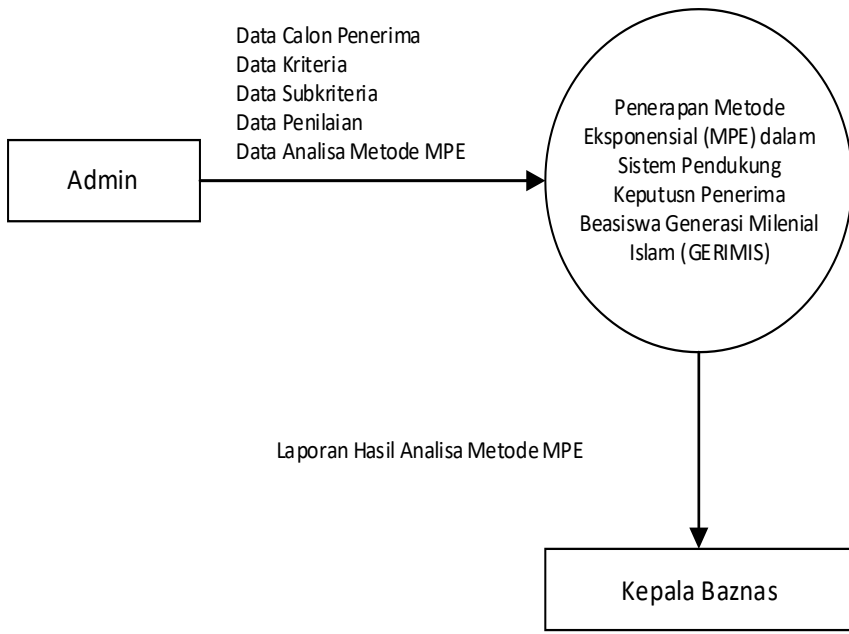 Data Calon Penerima
Data Kriteria
Data Subkriteria
Data Penilaian
Data Analisa Metode MPE
Admin
Penerapan Metode
Eksponensial (MPE) dalam
Sistem Pendukung
Keputusn Penerima
Beasiswa Generasi Milenial
Islam (GERIMIS)
Laporan Hasil Analisa Metode MPE
Kepala Baznas